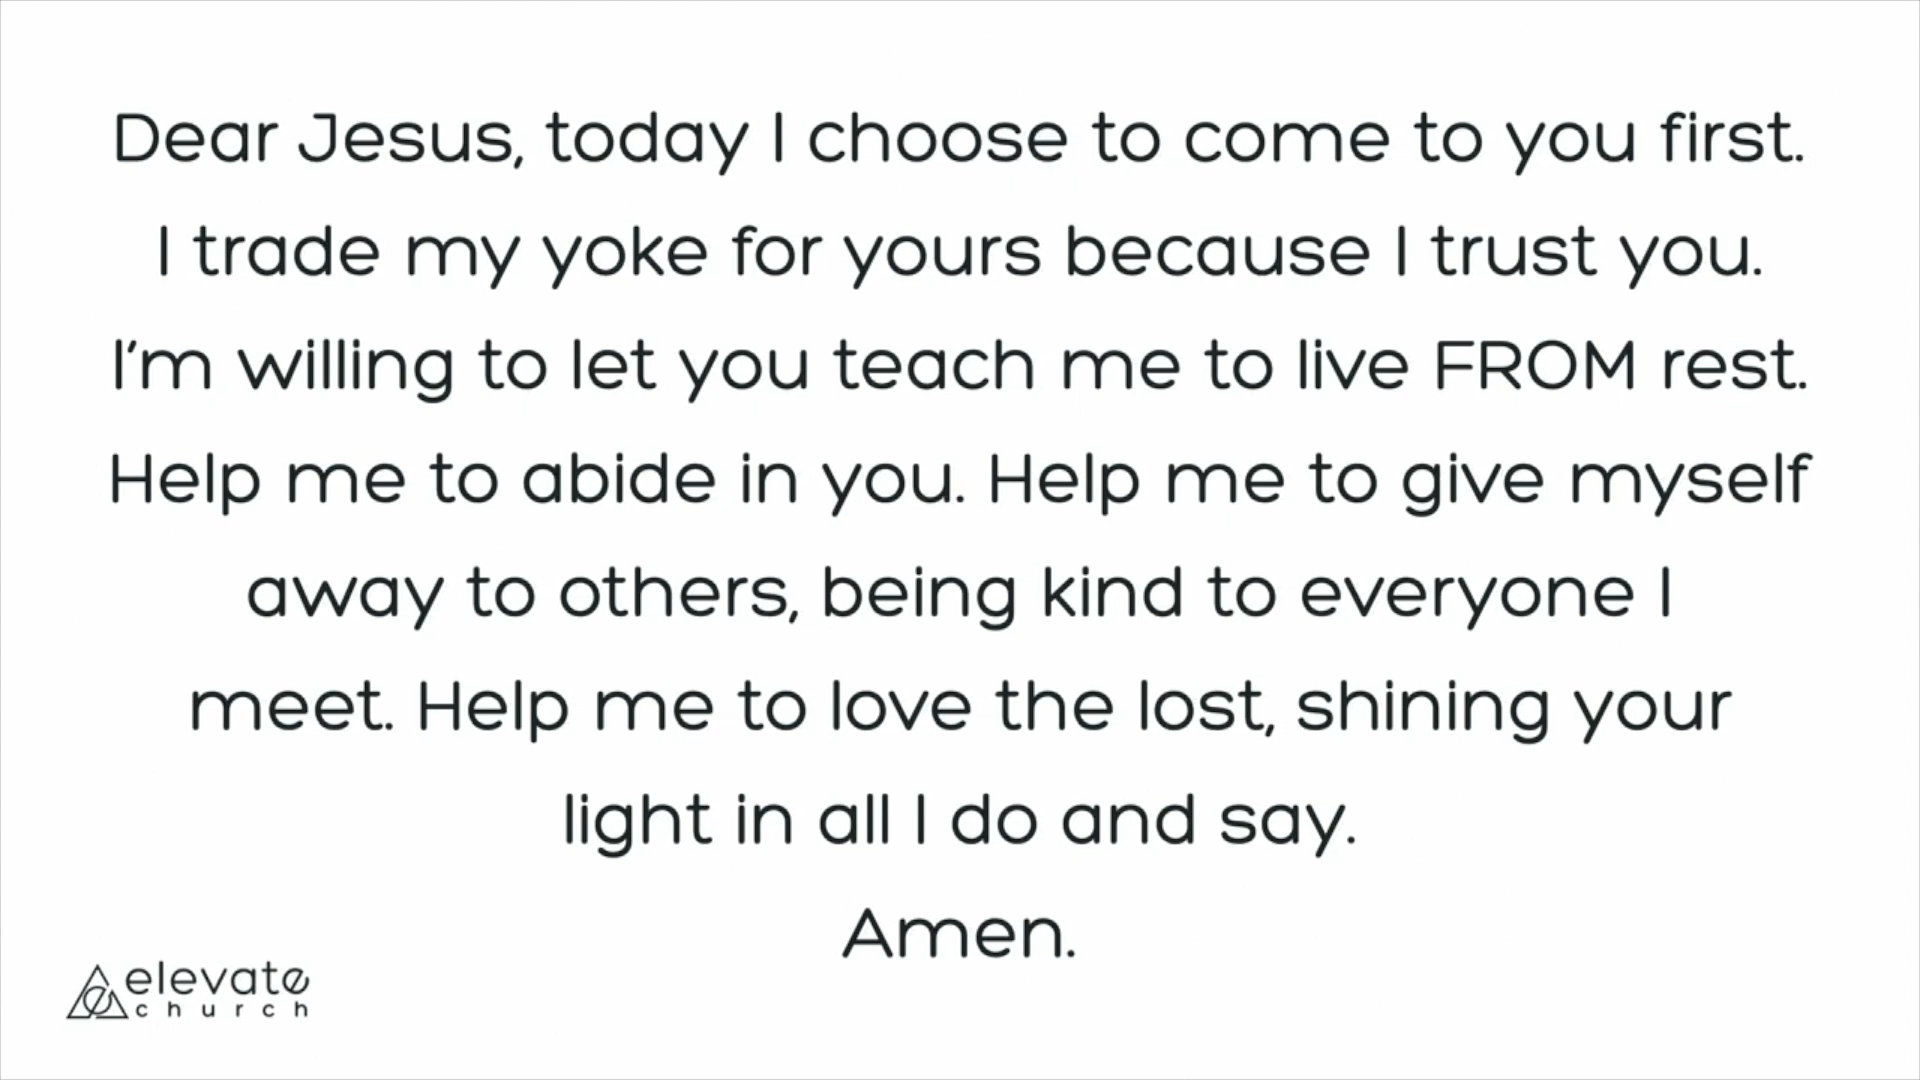 Dear Jesus, today I choose to come to you first.
I trade my yoke for yours because I trust you.
I'm willing to let you teach me to live FROM rest.
Help me to abide in you. Help me to give myself
away to others, being kind to everyone I
meet. Help me to love the lost, shining your
light in all I do and say.
Amen.
elevate
church